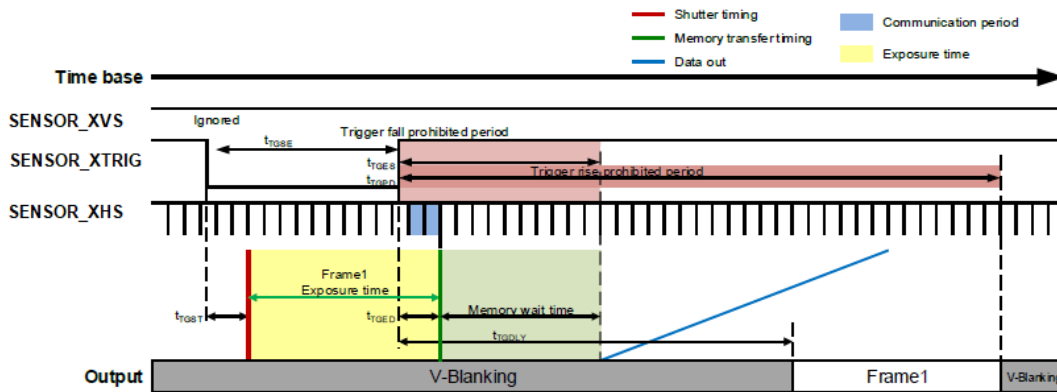 Shutter timing
Communication period
Memory transfer timing
Exposure time
Data out
Time base
SENSOR_XVS
Ignored
Trigger fall prohibited period
tTGSE
SENSOR_XTRIG
tTGES
Trigger rise prohibited period
tTGPD
SENSOR_XHS
Frame1
Exposure time
tTGST
tTGED
Memory wait time
tTGDLY
Output
V-Blanking
Frame1
V-Blanking